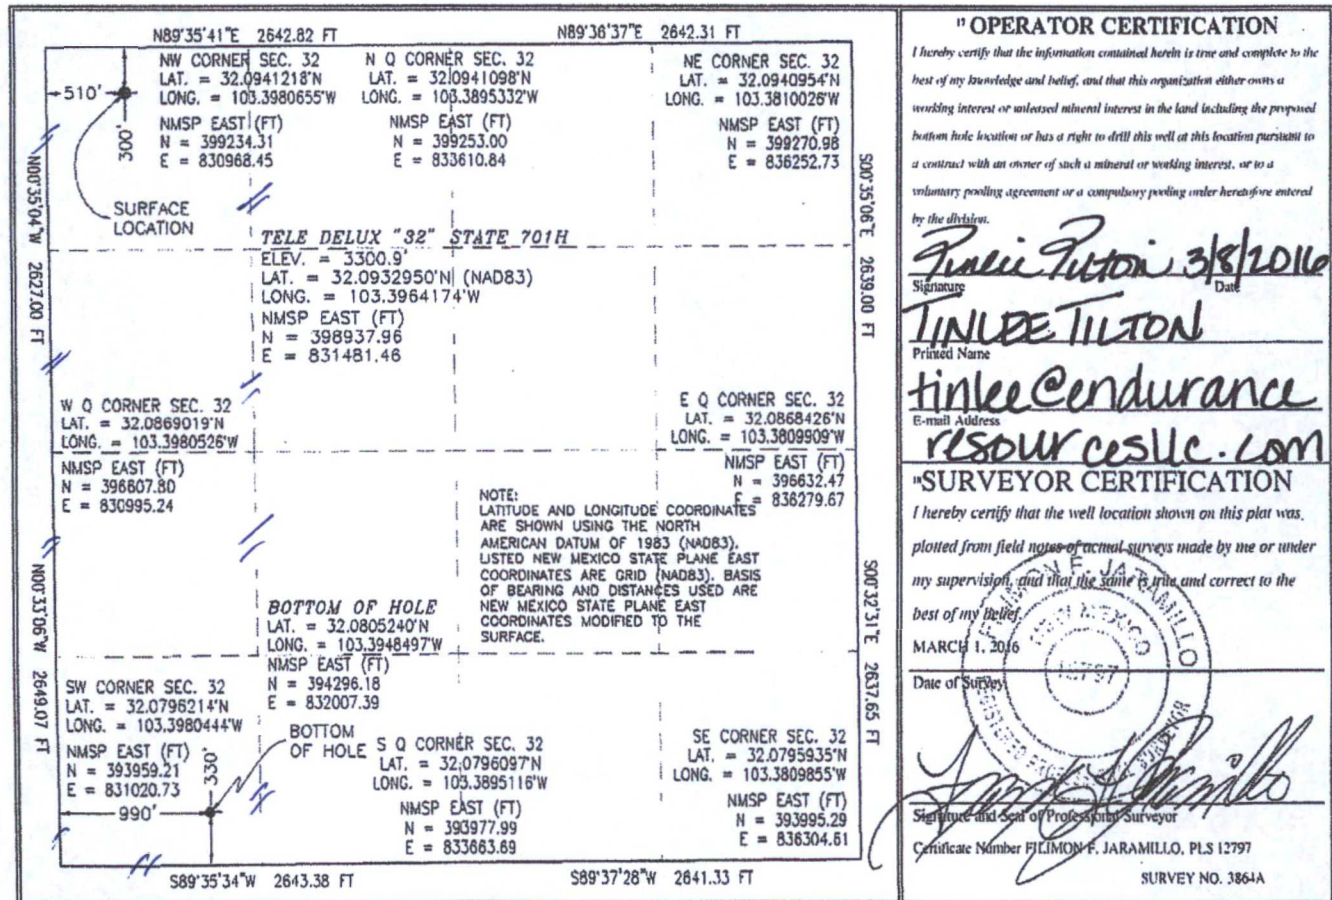 N89°35'41"E 2642.82 FT
N89°36'37"E 2642.31 FT
NW CORNER SEC. 32
LAT. = 32.0941218°N
LONG. = 103.3980655°W
NMSP EAST (FT)
N = 399234.31
E = 830968.45
N Q CORNER SEC. 32
LAT. = 32.0941098°N
LONG. = 103.3895332°W
NMSP EAST (FT)
N = 399253.00
E = 833610.84
NE CORNER SEC. 32
LAT. = 32.0940954°N
LONG. = 103.3810026°W
NMSP EAST (FT)
N = 399270.98
E = 836252.73
510'
300'
SURFACE
LOCATION
N00°35'04"W 2627.00 FT
S00°35'06"E 2639.00 FT
TELE DELUX "32" STATE 701H
ELEV. = 3300.9'
LAT. = 32.0932950°N (NAD83)
LONG. = 103.3964174°W
NMSP EAST (FT)
N = 398937.96
E = 831481.46
W Q CORNER SEC. 32
LAT. = 32.0869019°N
LONG. = 103.3980526°W
NMSP EAST (FT)
N = 396607.80
E = 830995.24
E Q CORNER SEC. 32
LAT. = 32.0868426°N
LONG. = 103.3809909°W
NMSP EAST (FT)
N = 396632.47
E = 836279.67
NOTE:
LATITUDE AND LONGITUDE COORDINATES
ARE SHOWN USING THE NORTH
AMERICAN DATUM OF 1983 (NAD83).
LISTED NEW MEXICO STATE PLANE EAST
COORDINATES ARE GRID (NAD83). BASIS
OF BEARING AND DISTANCES USED ARE
NEW MEXICO STATE PLANE EAST
COORDINATES MODIFIED TO THE
SURFACE.
N00°33'06"W 2649.07 FT
S00°32'31"E 2637.65 FT
BOTTOM OF HOLE
LAT. = 32.0805240°N
LONG. = 103.3948497°W
NMSP EAST (FT)
N = 394296.18
E = 832007.39
SW CORNER SEC. 32
LAT. = 32.0796214°N
LONG. = 103.3980444°W
NMSP EAST (FT)
N = 393959.21
E = 831020.73
330'
990'
BOTTOM
OF HOLE
S Q CORNER SEC. 32
LAT. = 32.0796097°N
LONG. = 103.3895116°W
NMSP EAST (FT)
N = 393977.99
E = 833663.69
SE CORNER SEC. 32
LAT. = 32.0795935°N
LONG. = 103.3809855°W
NMSP EAST (FT)
N = 393995.29
E = 836304.61
S89°35'34"W 2643.38 FT
S89°37'28"W 2641.33 FT
17 OPERATOR CERTIFICATION
I hereby certify that the information contained herein is true and complete to the
best of my knowledge and belief, and that this organization either owns a
working interest or unleased mineral interest in the land including the proposed
bottom hole location or has a right to drill this well at this location pursuant to
a contract with an owner of such a mineral or working interest, or to a
voluntary pooling agreement or a compulsory pooling order heretofore entered
by the division.
Tinlee Tilton 3/8/2016
Signature Date
TINLEE TILTON
Printed Name
tinlee@endurance
E-mail Address
resourcesllc.com
18 SURVEYOR CERTIFICATION
I hereby certify that the well location shown on this plat was
plotted from field notes of actual surveys made by me or under
my supervision, and that the same is true and correct to the
best of my belief.
MARCH 1, 2016
Date of Survey
FILIMON F. JARAMILLO
NEW MEXICO
12797
Signature and Seal of Professional Surveyor
Certificate Number FILIMON F. JARAMILLO, PLS 12797
SURVEY NO. 3864A